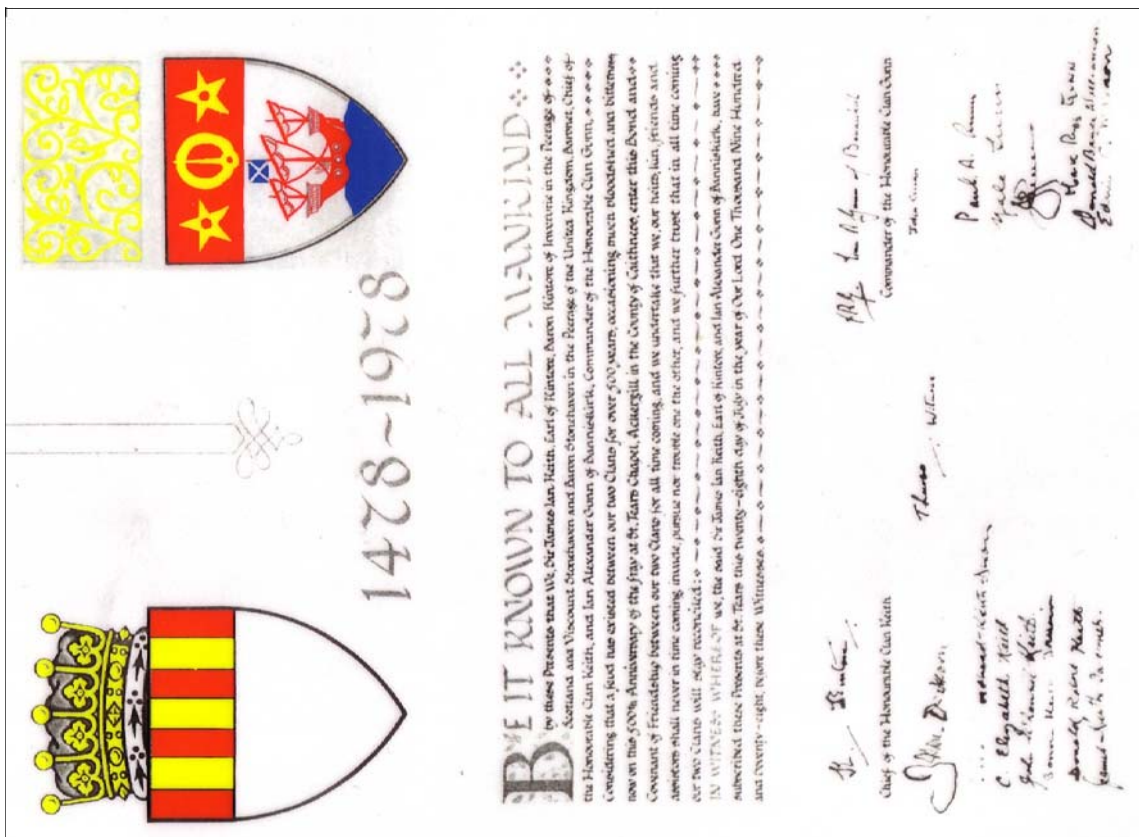 1478~1978
BE IT KNOWN TO ALL MANKIND
by these Presents that We, Sir James Ian Keith, Earl of Kintore, Baron Kintore of Inverurie in the Peerage of
Scotland and Viscount Stonehaven and Baron Stonehaven in the Peerage of the United Kingdom, Baronet, Chief of
the Honourable Clan Keith, and Ian Alexander Gunn of Banniskirk, Commander of the Honourable Clan Gunn,
Considering that a feud has existed between our two Clans for over 500 years, occasioning much bloodshed and bitterness
now on this 500th Anniversary of the fray at St. Tears Chapel, Ackergill in the County of Caithness, enter this Bond and
Covenant of Friendship between our two Clans for all time coming, and we undertake that we, our heirs, kin, friends and
assistors shall never in time coming, invade, pursue nor trouble one the other, and we further trust that in all time coming
our two Clans will stay reconciled:
IN WITNESS WHEREOF we, the said Sir James Ian Keith, Earl of Kintore, and Ian Alexander Gunn of Banniskirk, have
subscribed these Presents at St. Tears this twenty-eighth day of July in the year of Our Lord One Thousand Nine Hundred
and Twenty-eight, before these Witnesses
Chief of the Honourable Clan Keith
Commander of the Honourable Clan Gunn
C. Elizabeth Keith
Donald Robert Keith
Paul A. Gunn